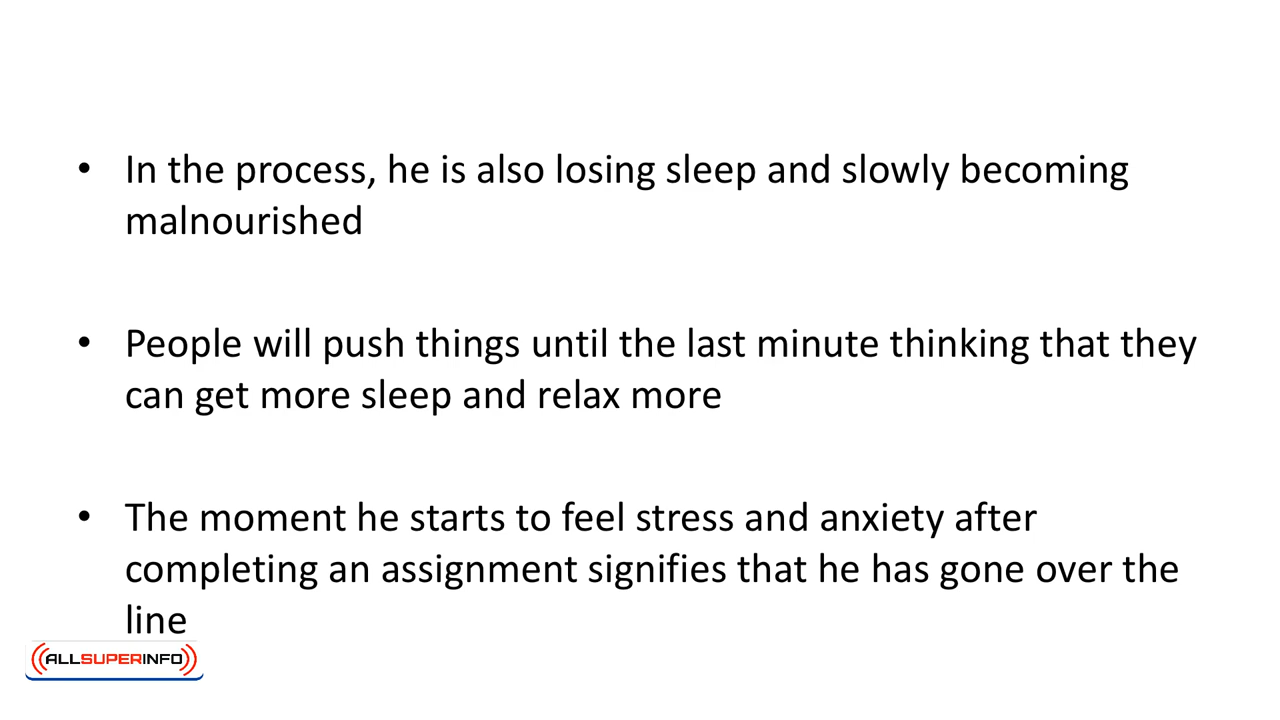 • In the process, he is also losing sleep and slowly becoming
malnourished
• People will push things until the last minute thinking that they
can get more sleep and relax more
• The moment he starts to feel stress and anxiety after
completing an assignment signifies that he has gone over the
line
ALLSUPERINFO